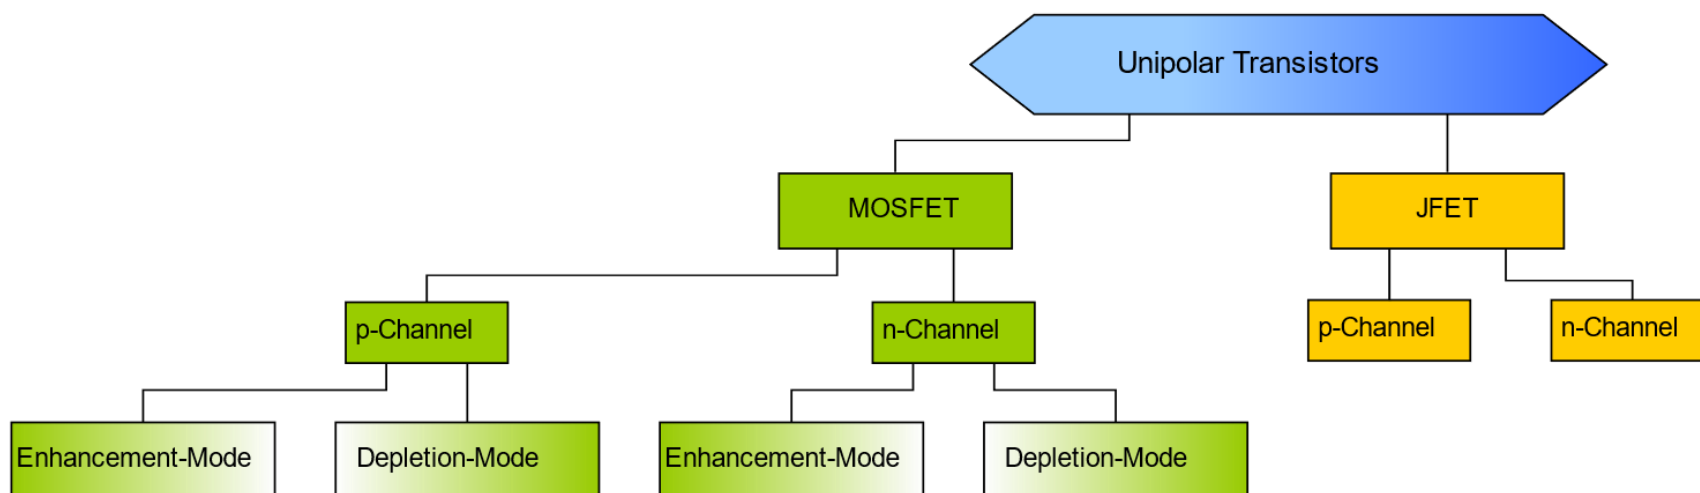 Unipolar Transistors
MOSFET
JFET
p-Channel
n-Channel
p-Channel
n-Channel
Enhancement-Mode
Depletion-Mode
Enhancement-Mode
Depletion-Mode